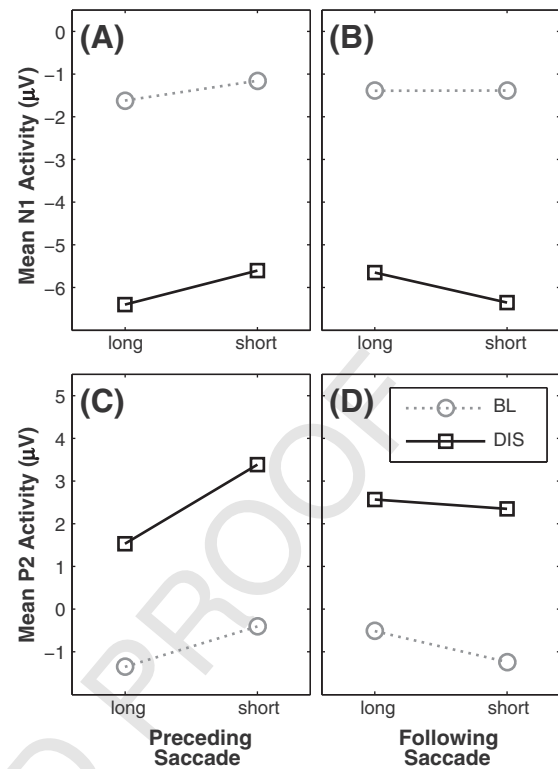 (A)
(B)
0
−1
−2
−3
−4
−5
−6
Mean N1 Activity (µV)
long
short
long
short
(C)
(D)
5
4
3
2
1
0
−1
Mean P2 Activity (µV)
BL
DIS
long
short
long
short
Preceding
Saccade
Following
Saccade
D PROOF